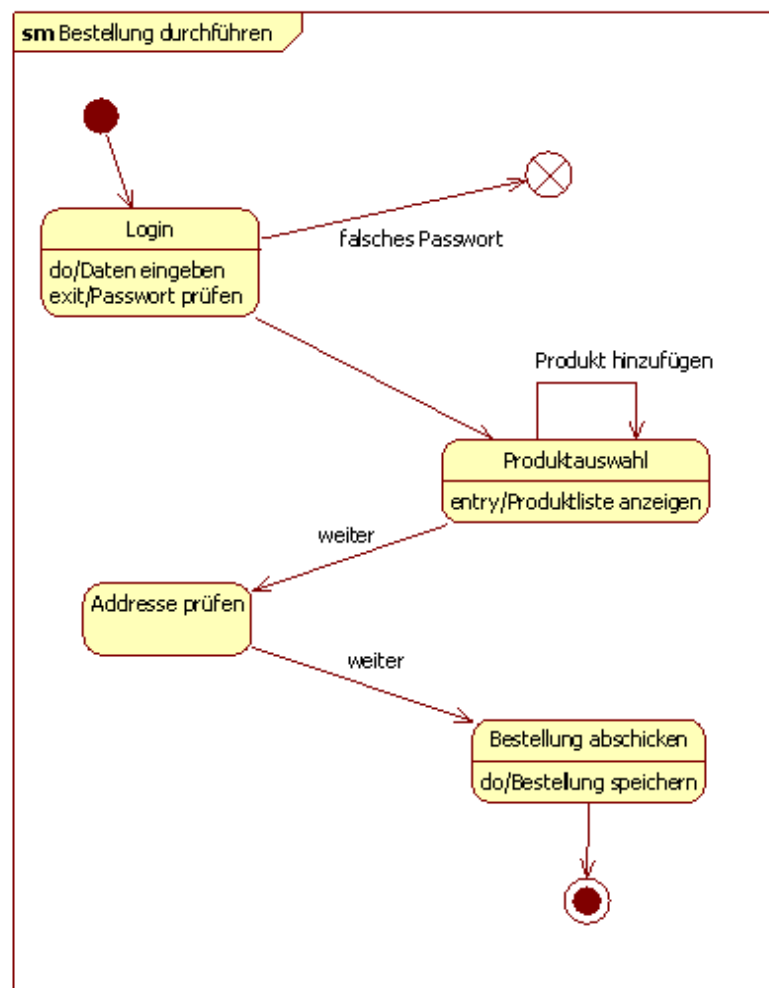 sm Bestellung durchführen
Login
do/Daten eingeben
exit/Passwort prüfen
falsches Passwort
Produkt hinzufügen
Produktauswahl
entry/Produktliste anzeigen
weiter
Addresse prüfen
weiter
Bestellung abschicken
do/Bestellung speichern